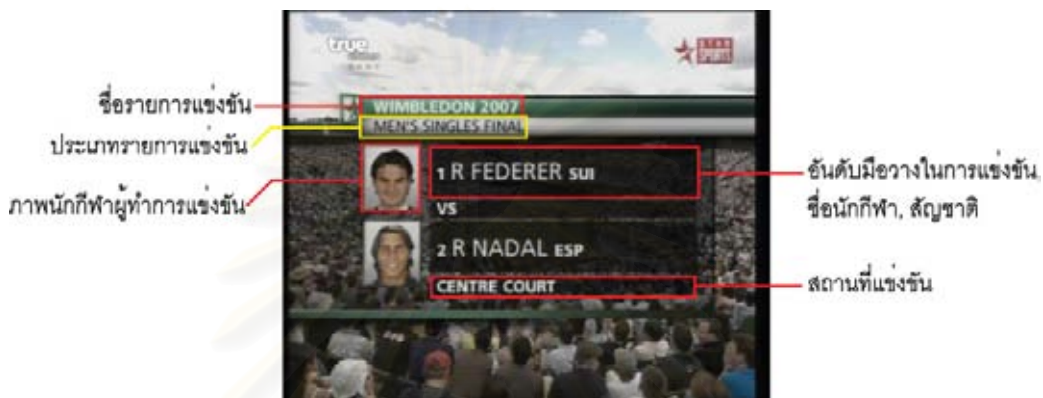 true
STAR
SPORTS
ชื่อรายการแข่งขัน
WIMBLEDON 2007
ประเภทรายการแข่งขัน
MEN'S SINGLES FINAL
ภาพนักกีฬาผู้ทำการแข่งขัน
1 R FEDERER SUI
อันดับมือวางในการแข่งขัน,
ชื่อนักกีฬา, สัญชาติ
VS
2 R NADAL ESP
CENTRE COURT
สถานที่แข่งขัน